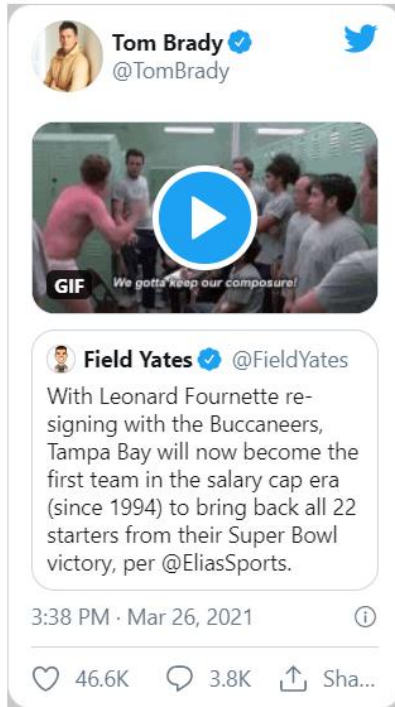 Tom Brady
@TomBrady
We gotta keep our composure!
GIF
Field Yates @FieldYates
With Leonard Fournette re-
signing with the Buccaneers,
Tampa Bay will now become the
first team in the salary cap era
(since 1994) to bring back all 22
starters from their Super Bowl
victory, per @EliasSports.
3:38 PM · Mar 26, 2021
46.6K 3.8K Sha...